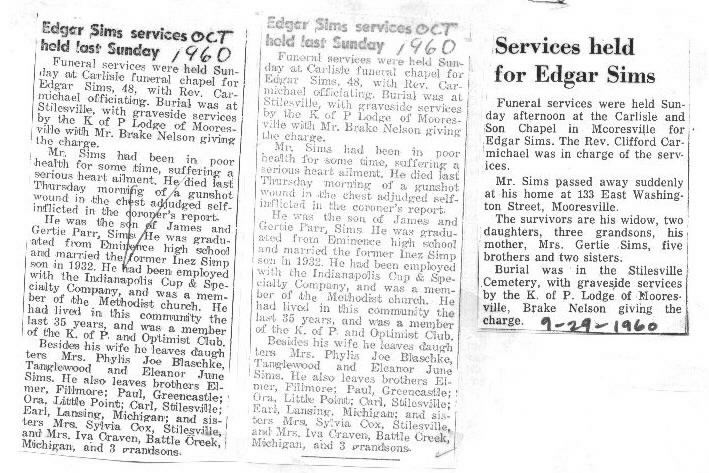 Edgar Sims services OCT
held last Sunday 1960
Funeral services were held Sun-
day at Carlisle funeral chapel for
Edgar Sims, 48, with Rev. Car-
michael officiating. Burial was at
Stilesville, with graveside services
by the K of P Lodge of Moores-
ville with Mr. Brake Nelson giving
the charge.
Mr. Sims had been in poor
health for some time, suffering a
serious heart ailment. He died last
Thursday morning of a gunshot
wound in the chest adjudged self-
inflicted in the coroner's report.
He was the son of James and
Gertie Parr, Sims. He was gradu-
ated from Eminence high school
and married the former Inez Simp
son in 1932. He had been employed
with the Indianapolis Cup & Spe-
cialty Company, and was a mem-
ber of the Methodist church. He
had lived in this community the
last 35 years, and was a member
of the K. of P. and Optimist Club.
Besides his wife he leaves daugh
ters Mrs. Phylis Joe Blaschke,
Tanglewood and Eleanor June
Sims. He also leaves brothers El-
mer, Fillmore; Paul, Greencastle;
Ora, Little Point; Carl, Stilesville;
Earl, Lansing, Michigan; and sis-
ters Mrs. Sylvia Cox, Stilesville,
and Mrs. Iva Craven, Battle Creek,
Michigan, and 3 grandsons.
Edgar Sims services OCT
held last Sunday 1960
Funeral services were held Sun-
day at Carlisle funeral chapel for
Edgar Sims, 48, with Rev. Car-
michael officiating. Burial was at
Stilesville, with graveside services
by the K of P Lodge of Moores-
ville with Mr. Brake Nelson giving
the charge.
Mr. Sims had been in poor
health for some time, suffering a
serious heart ailment. He died last
Thursday morning of a gunshot
wound in the chest adjudged self-
inflicted in the coroner's report.
He was the son of James and
Gertie Parr, Sims. He was gradu-
ated from Eminence high school
and married the former Inez Simp
son in 1932. He had been employed
with the Indianapolis Cup & Spe-
cialty Company, and was a mem-
ber of the Methodist church. He
had lived in this community the
last 35 years, and was a member
of the K. of P. and Optimist Club.
Besides his wife he leaves daugh
ters Mrs. Phylis Joe Blaschke,
Tanglewood and Eleanor June
Sims. He also leaves brothers El-
mer, Fillmore; Paul, Greencastle;
Ora, Little Point; Carl, Stilesville;
Earl, Lansing, Michigan; and sis-
ters Mrs. Sylvia Cox, Stilesville,
and Mrs. Iva Craven, Battle Creek,
Michigan, and 3 grandsons.
Services held
for Edgar Sims
Funeral services were held Sun-
day afternoon at the Carlisle and
Son Chapel in Mooresville for
Edgar Sims. The Rev. Clifford Car-
michael was in charge of the serv-
ices.
Mr. Sims passed away suddenly
at his home at 133 East Washing-
ton Street, Mooresville.
The survivors are his widow, two
daughters, three grandsons, his
mother, Mrs. Gertie Sims, five
brothers and two sisters.
Burial was in the Stilesville
Cemetery, with graveside services
by the K. of P. Lodge of Moores-
ville, Brake Nelson giving the
charge. 9-29-1960